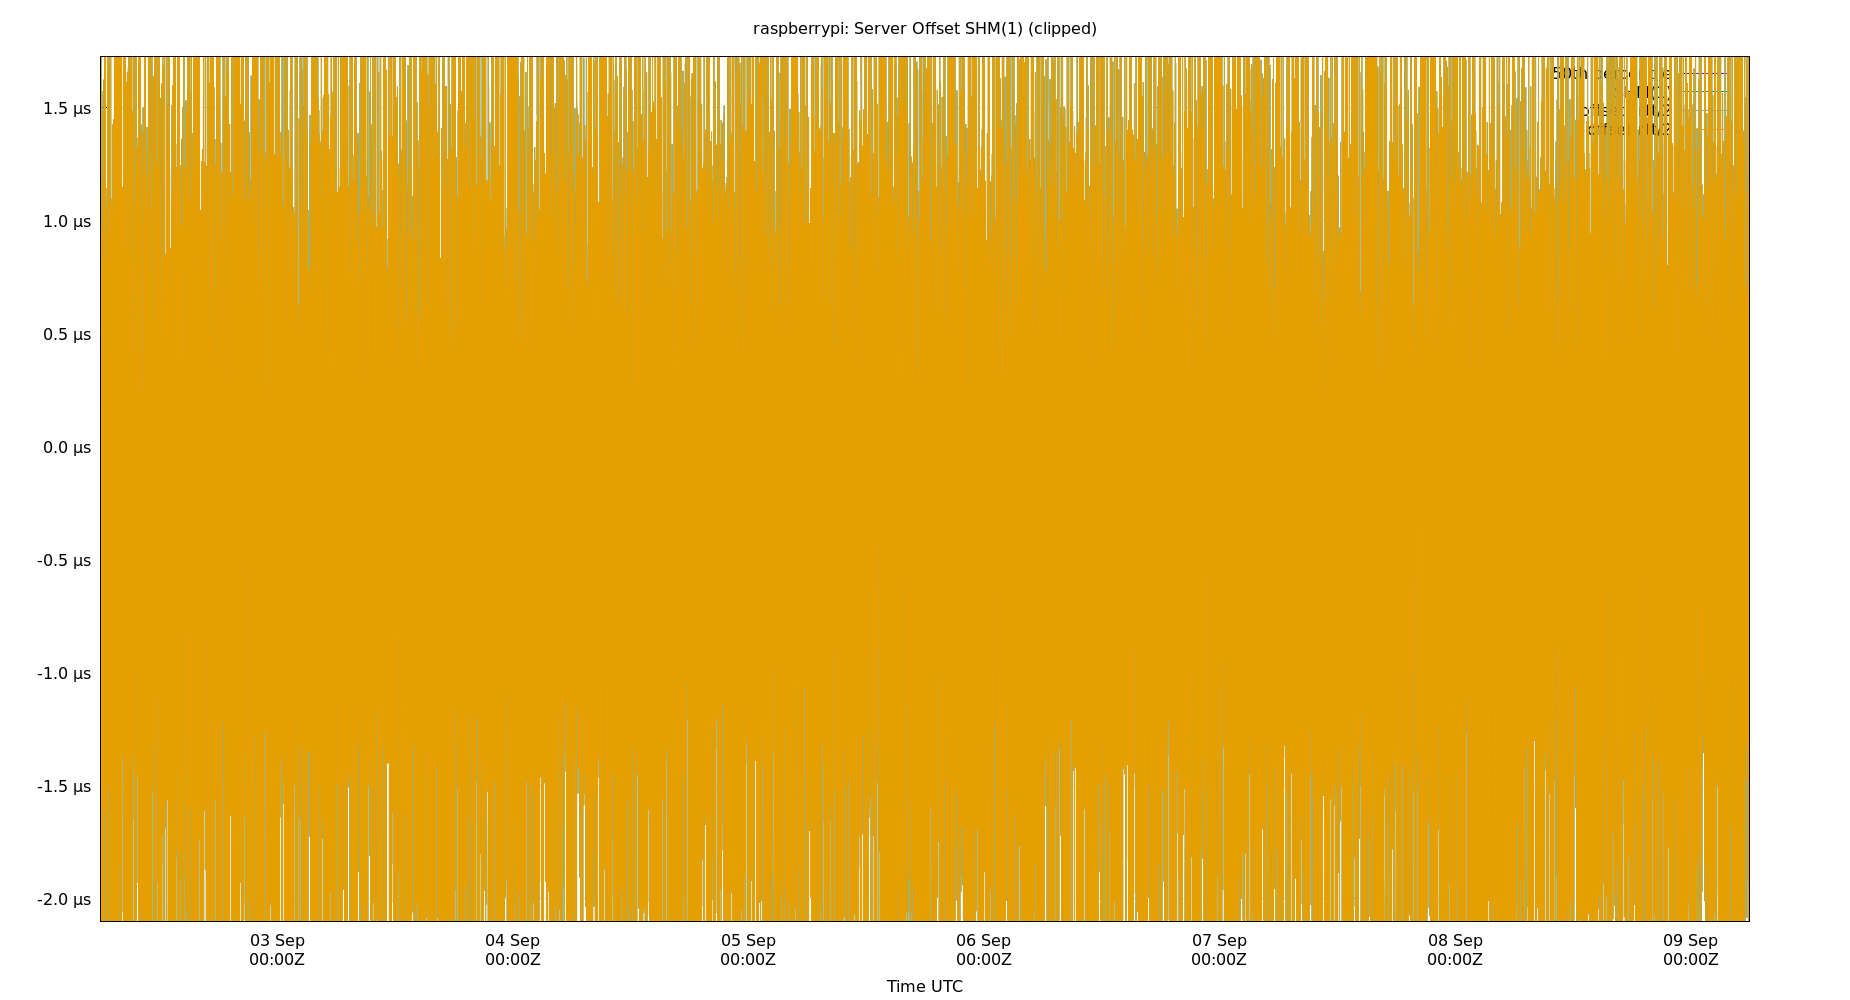 raspberrypi: Server Offset SHM(1) (clipped)
1.5 µs
1.0 µs
0.5 µs
0.0 µs
-0.5 µs
-1.0 µs
-1.5 µs
-2.0 µs
50th
03 Sep
00:00Z
04 Sep
00:00Z
05 Sep
00:00Z
06 Sep
00:00Z
07 Sep
00:00Z
08 Sep
00:00Z
09 Sep
00:00Z
Time UTC